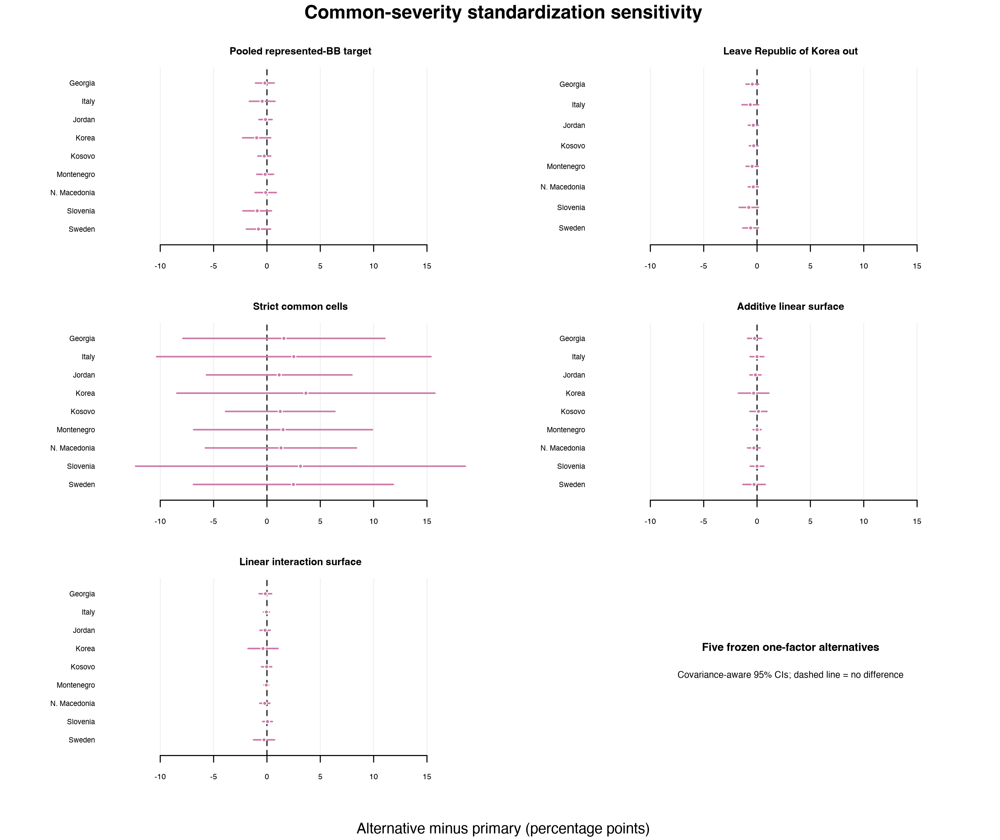 Common-severity standardization sensitivity
Pooled represented-BB target
Georgia
Italy
Jordan
Korea
Kosovo
Montenegro
N. Macedonia
Slovenia
Sweden
-10 -5 0 5 10 15
Leave Republic of Korea out
Georgia
Italy
Jordan
Kosovo
Montenegro
N. Macedonia
Slovenia
Sweden
-10 -5 0 5 10 15
Strict common cells
Georgia
Italy
Jordan
Korea
Kosovo
Montenegro
N. Macedonia
Slovenia
Sweden
-10 -5 0 5 10 15
Additive linear surface
Georgia
Italy
Jordan
Korea
Kosovo
Montenegro
N. Macedonia
Slovenia
Sweden
-10 -5 0 5 10 15
Linear interaction surface
Georgia
Italy
Jordan
Korea
Kosovo
Montenegro
N. Macedonia
Slovenia
Sweden
-10 -5 0 5 10 15
Five frozen one-factor alternatives
Covariance-aware 95% CIs; dashed line = no difference
Alternative minus primary (percentage points)